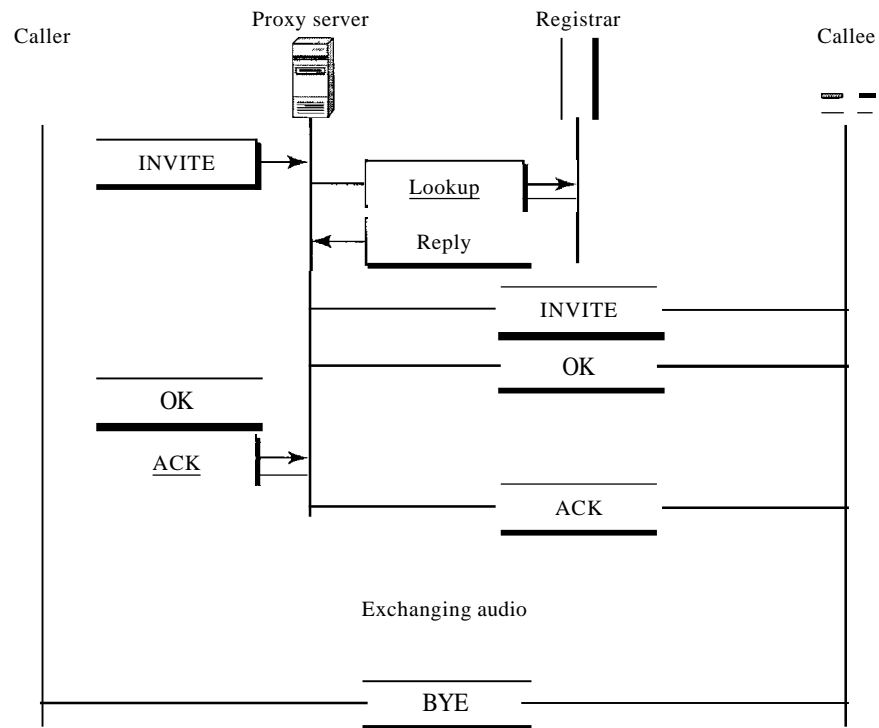 Caller
Proxy server
Registrar
Callee
INVITE
Lookup
Reply
INVITE
OK
OK
ACK
ACK
Exchanging audio
BYE